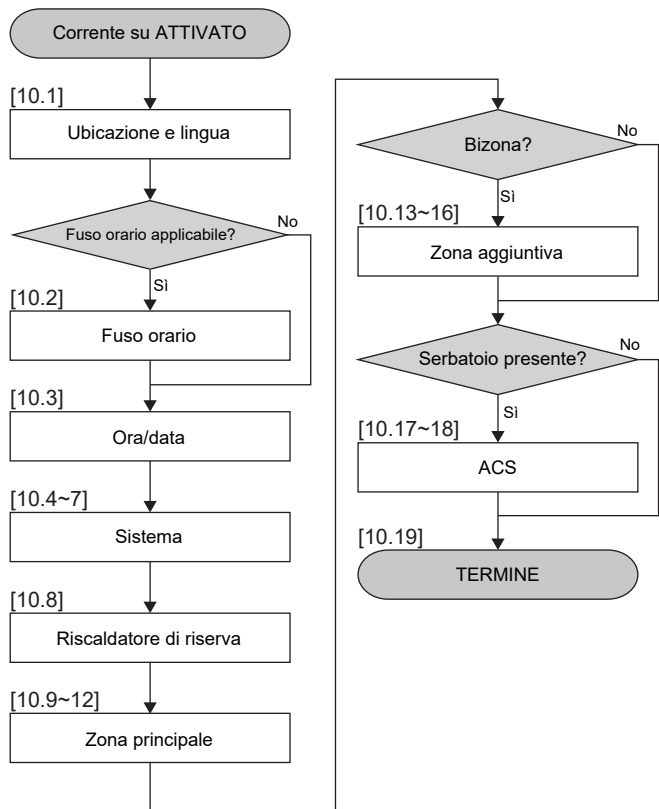 Corrente su ATTIVATO
[10.1]
Ubicazione e lingua
Fuso orario applicabile?
No
Sì
[10.2]
Fuso orario
[10.3]
Ora/data
[10.4~7]
Sistema
[10.8]
Riscaldatore di riserva
[10.9~12]
Zona principale
Bizona?
No
Sì
[10.13~16]
Zona aggiuntiva
Serbatoio presente?
No
Sì
[10.17~18]
ACS
[10.19]
TERMINE